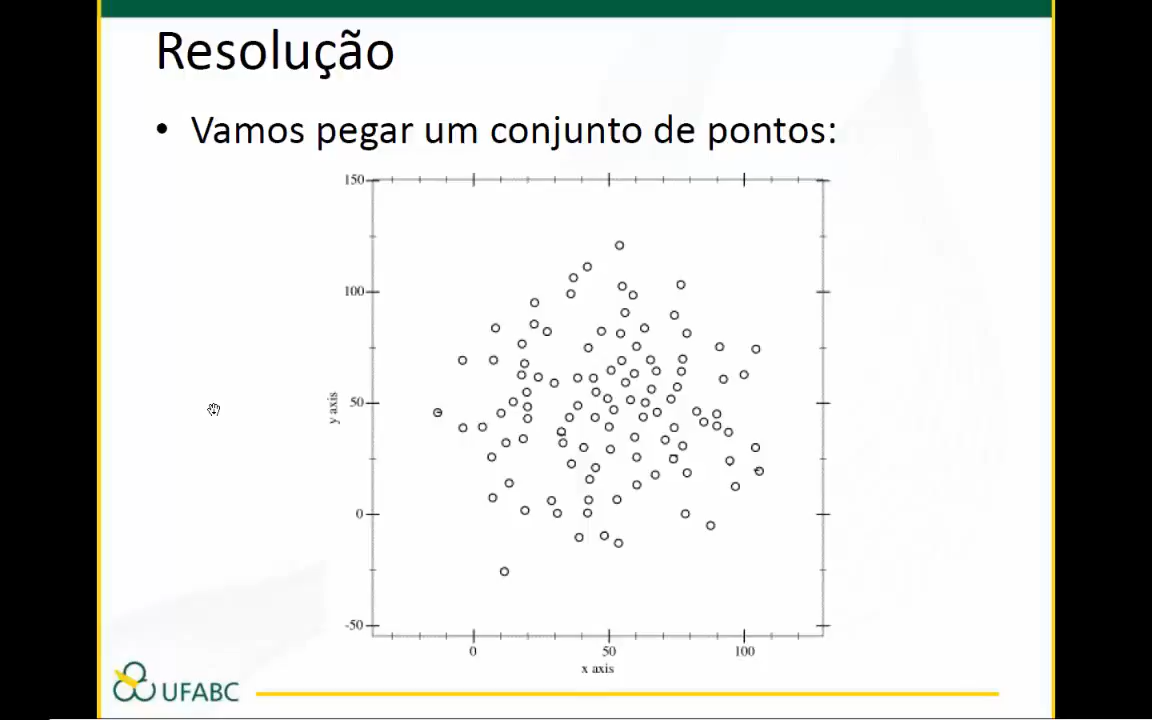 Resolução
• Vamos pegar um conjunto de pontos:
150
100
50
0
-50
y axis
0 50 100
x axis
UFABC